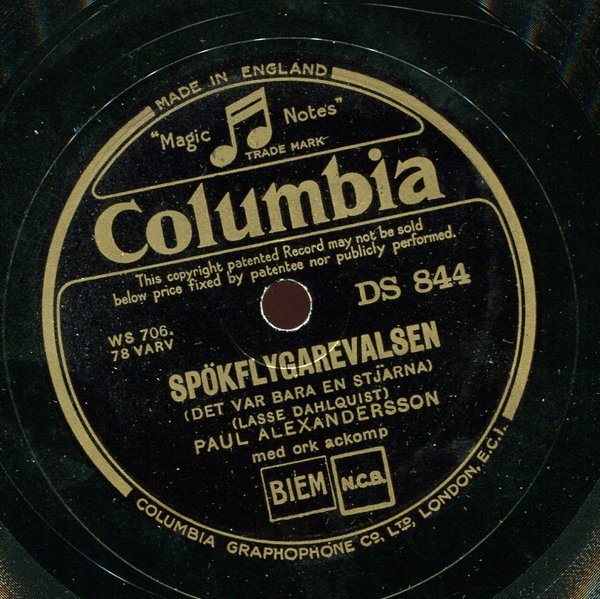 MADE IN ENGLAND
"Magic Notes"
TRADE MARK
Columbia
This copyright patented Record may not be sold
below price fixed by patentee nor publicly performed.
DS 844
WS 706.
78 VARV
SPÖKFLYGAREVALSEN
(DET VAR BARA EN STJÄRNA)
(LASSE DAHLQUIST)
PAUL ALEXANDERSSON
med ork ackomp
BIEM N.C.B.
COLUMBIA GRAPHOPHONE CO., LTD, LONDON, E.C.1.